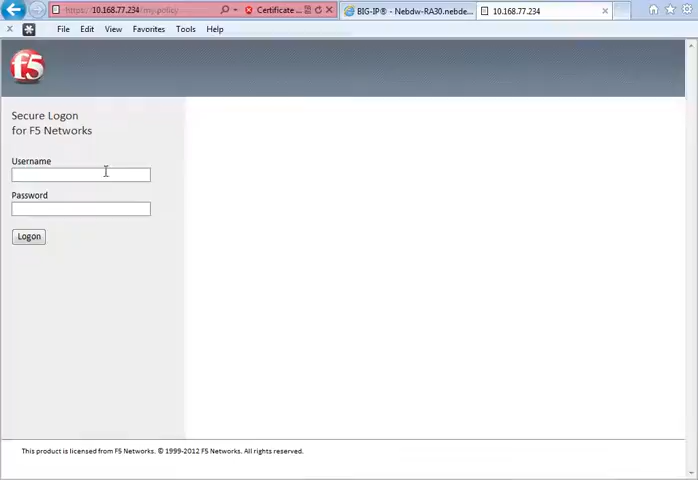 https://10.168.77.234/my.policy
Certificate ...
BIG-IP® - Nebdw-RA30.nebde...
10.168.77.234
x
File Edit View Favorites Tools Help
f5
Secure Logon
for F5 Networks
Username
Password
Logon
This product is licensed from F5 Networks. © 1999-2012 F5 Networks. All rights reserved.